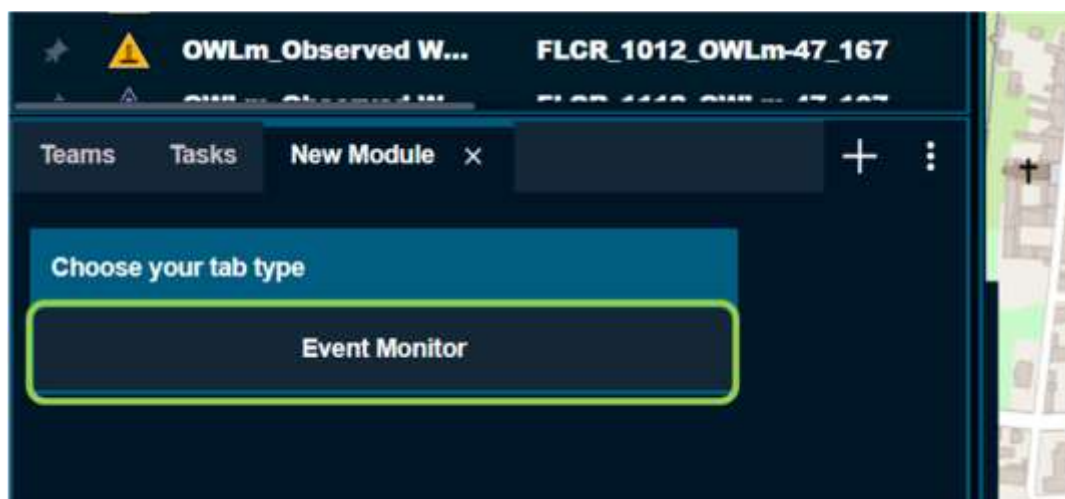 OWLm_Observed W... FLCR_1012_OWLm-47_167
Teams Tasks New Module ×
Choose your tab type
Event Monitor